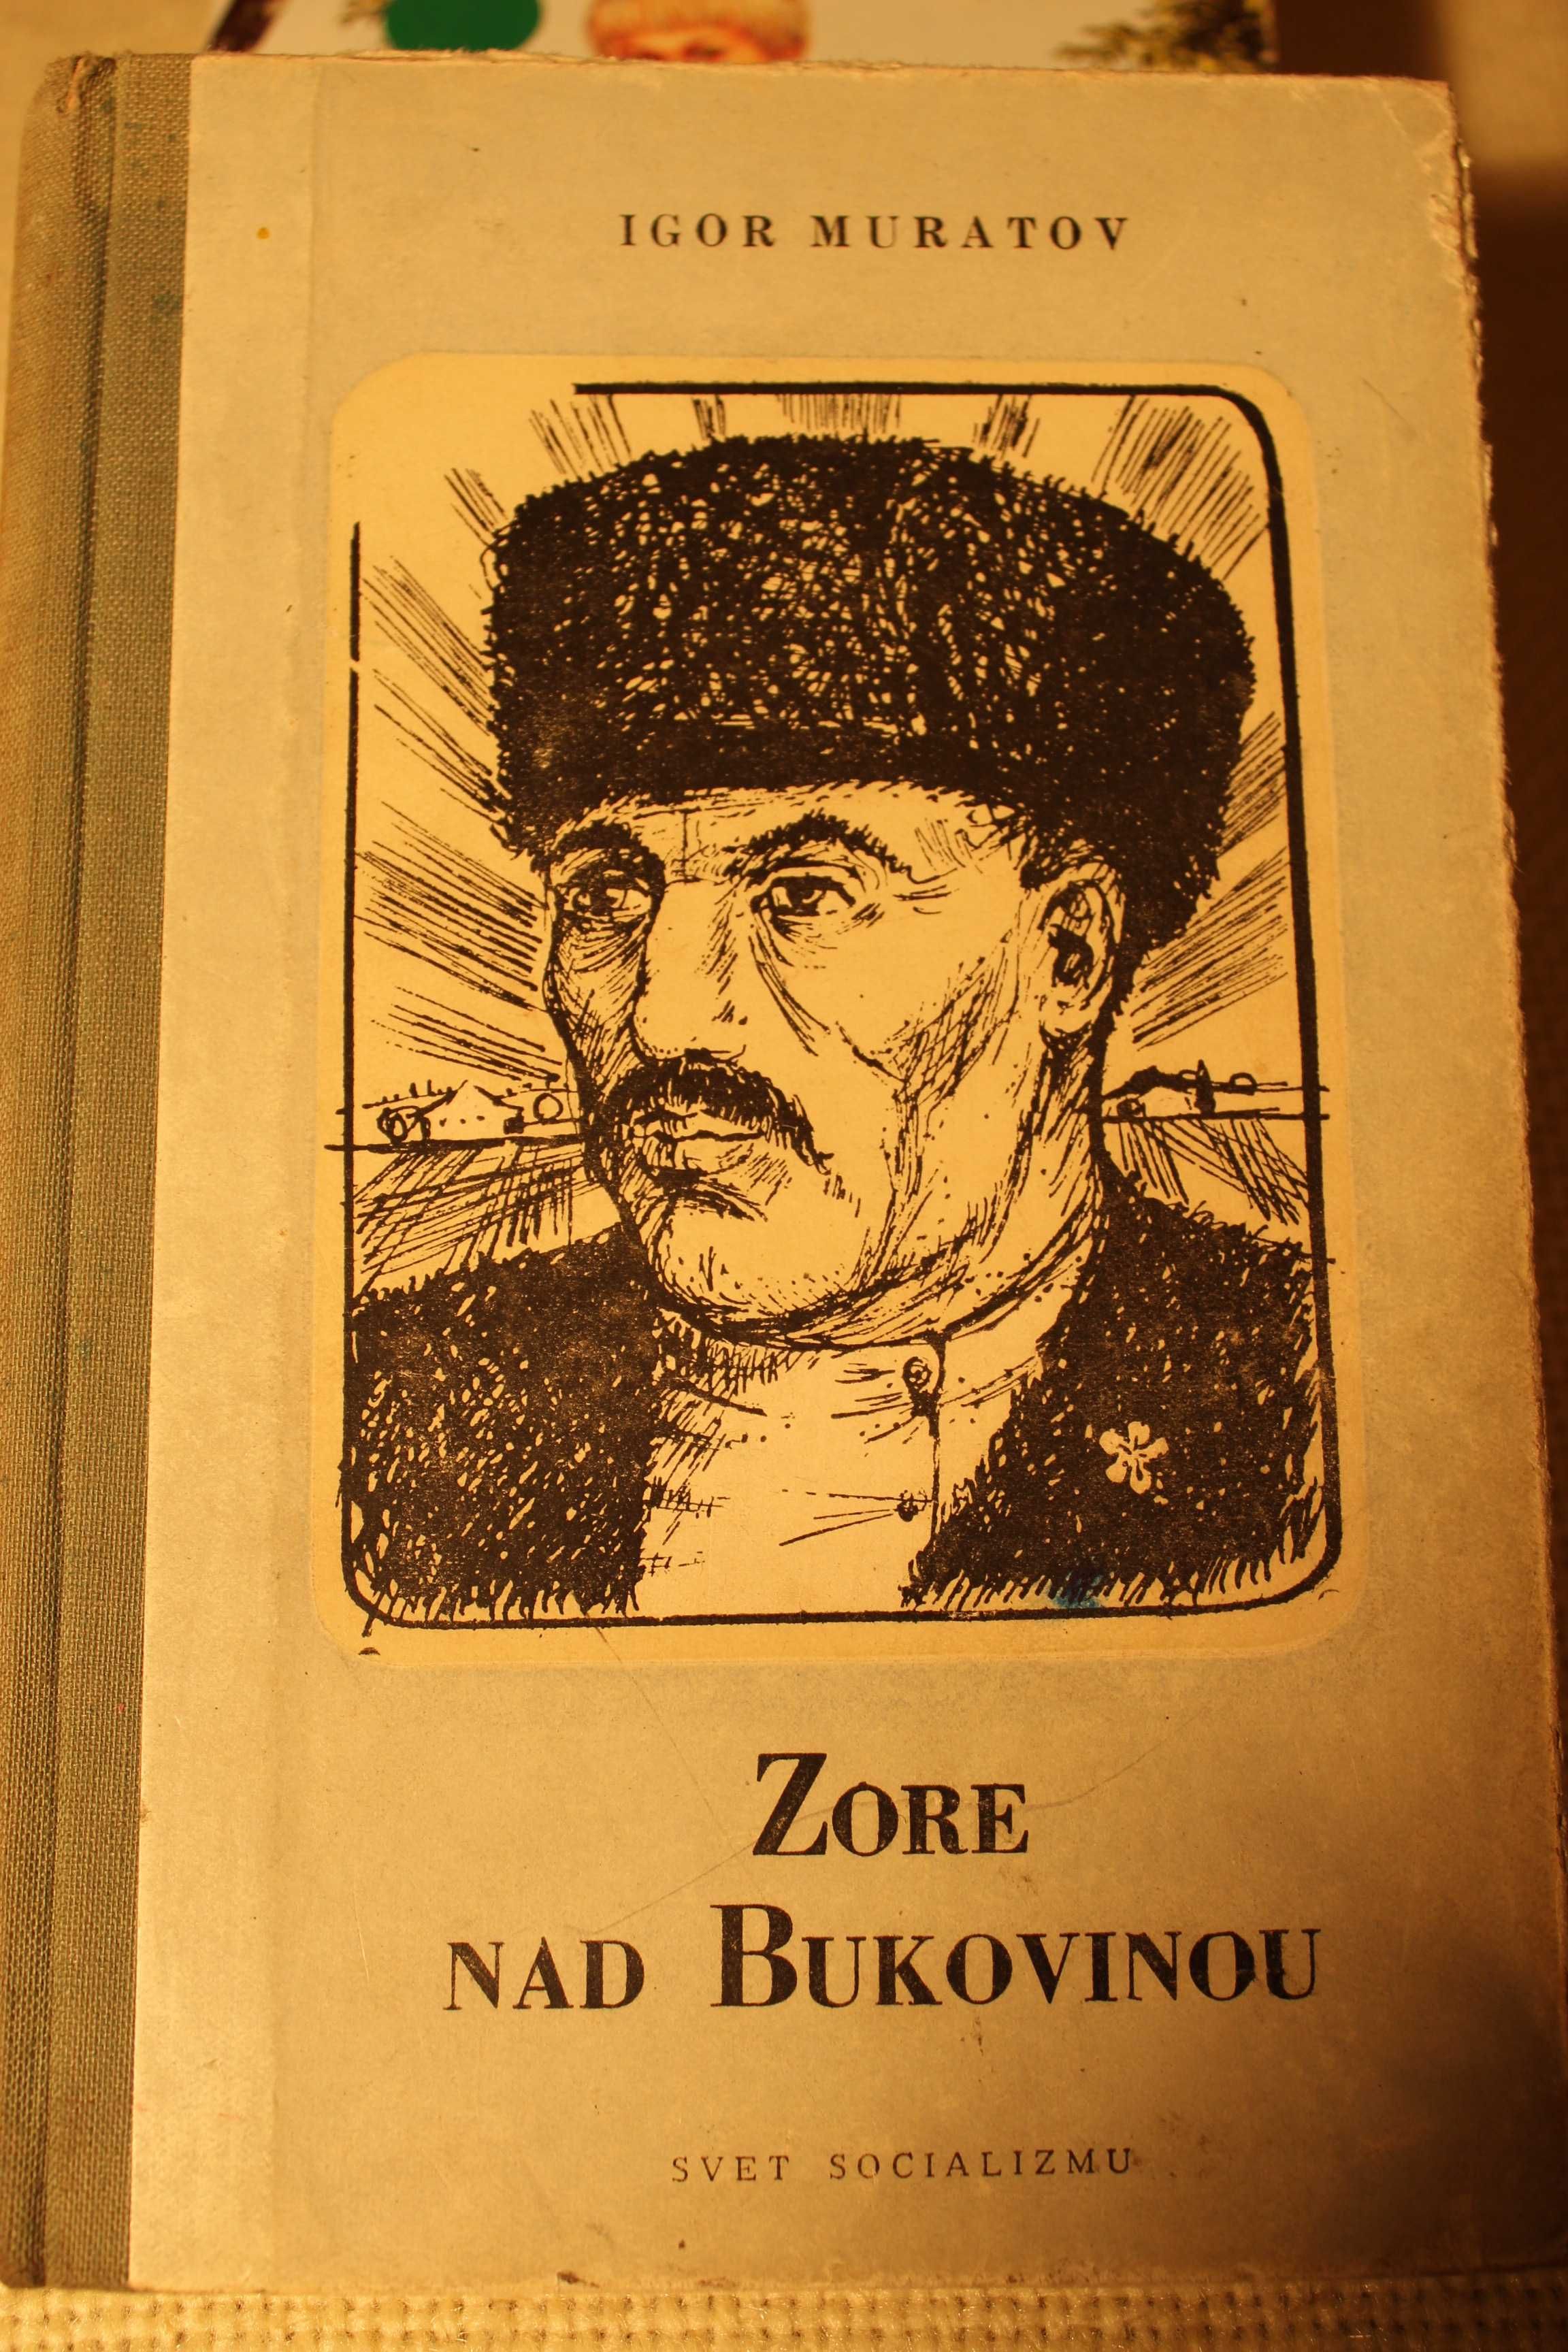 IGOR MURATOV
ZORE
NAD BUKOVINOU
SVET SOCIALIZMU